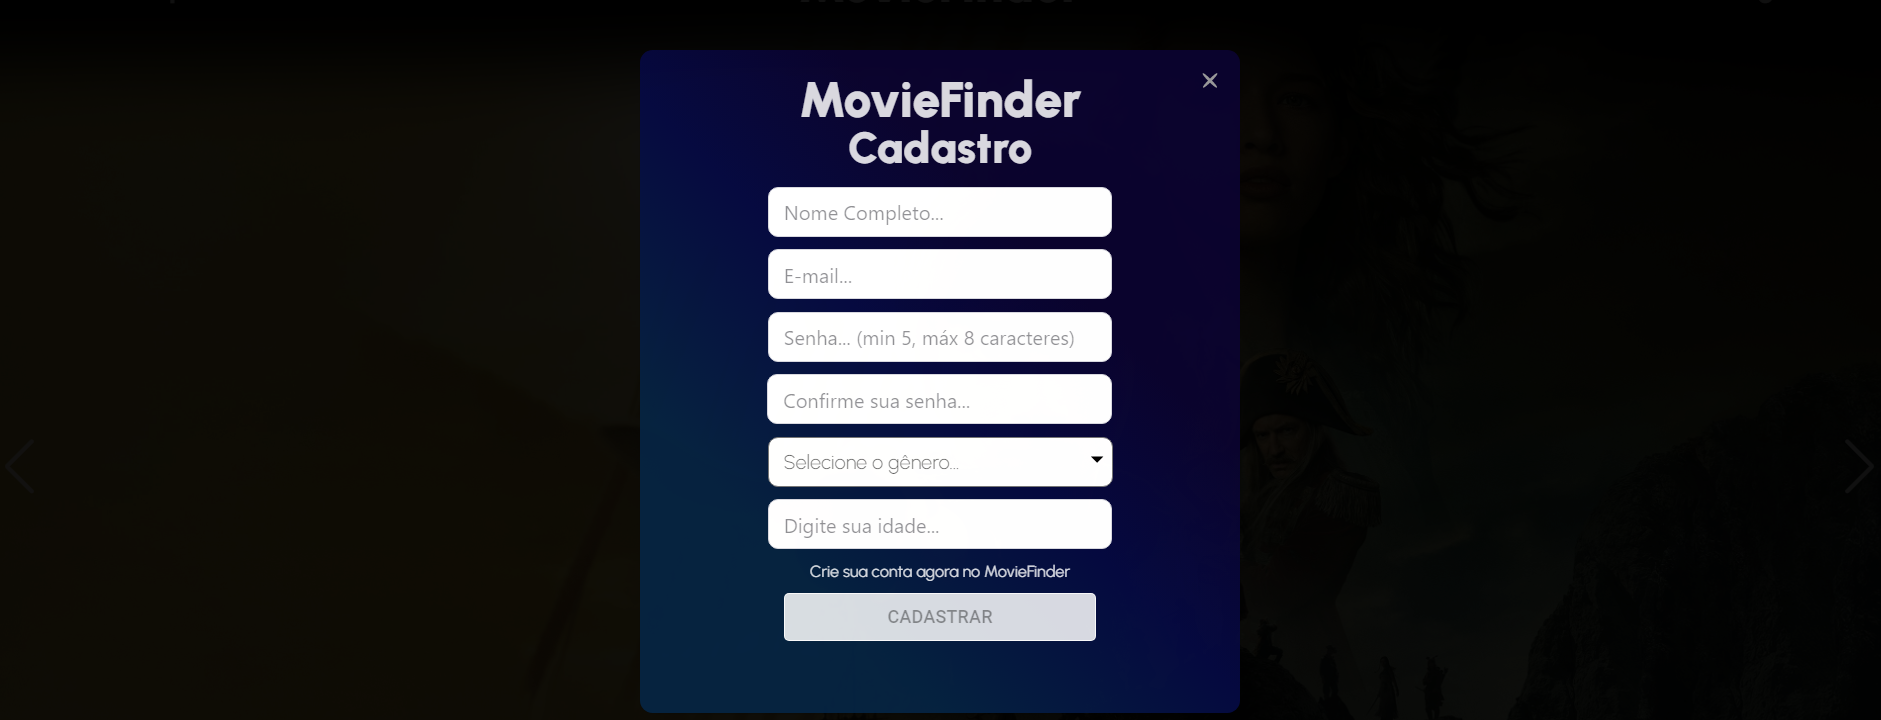 MovieFinder
Cadastro
Nome Completo...
E-mail...
Senha... (min 5, máx 8 caracteres)
Confirme sua senha...
Selecione o gênero...
Digite sua idade...
Crie sua conta agora no MovieFinder
CADASTRAR